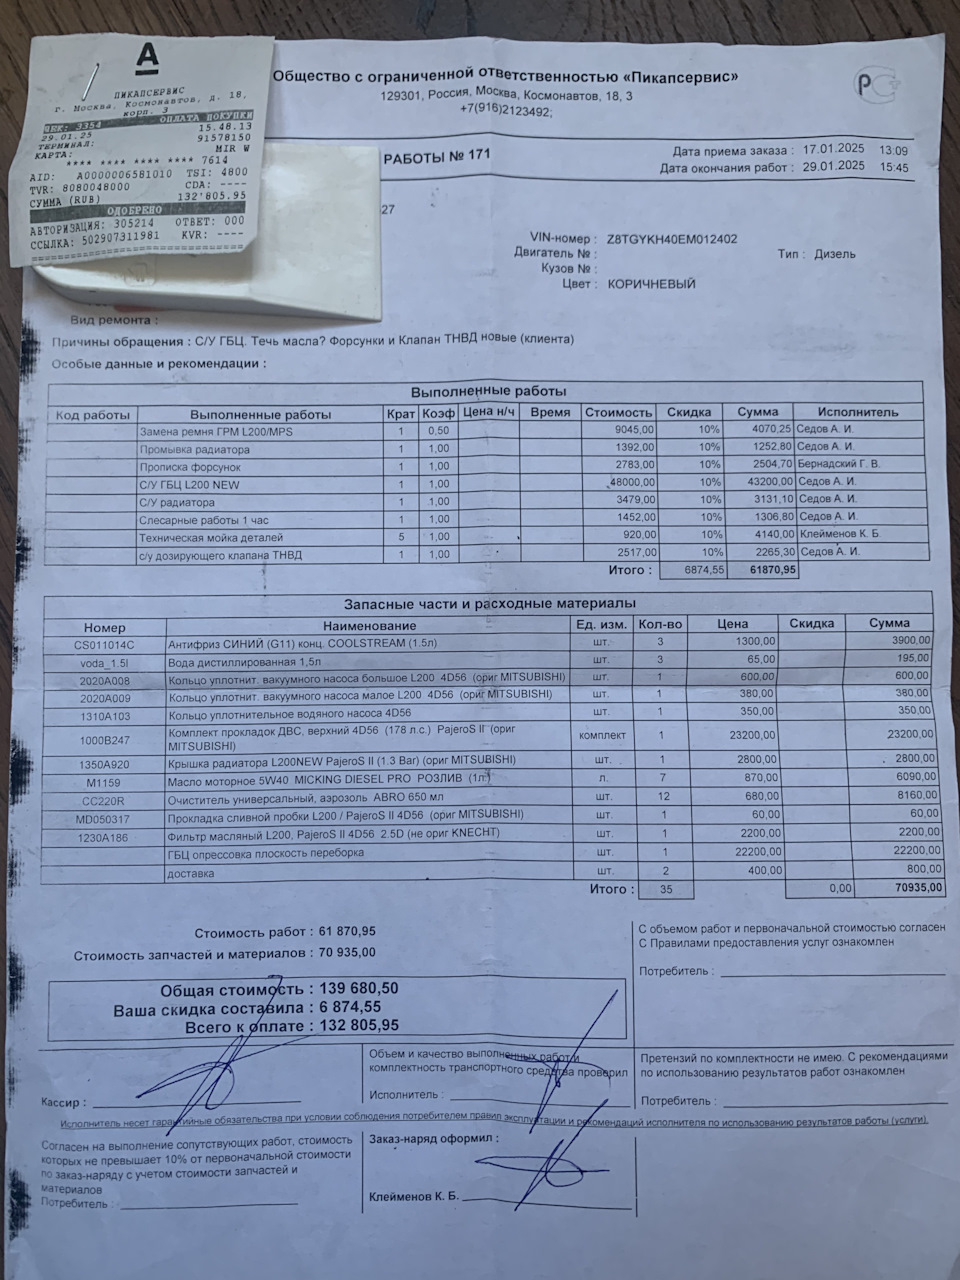 А
ПИКАПСЕРВИС
г. Москва, Космонавтов, д. 18,
корп. 3
ЧЕК: 3354 ОПЛАТА ПОКУПКИ
29.01.25 15.48.13
ТЕРМИНАЛ: 91578150
КАРТА: MIR W
**** **** **** **** 7614
AID: A0000006581010 TSI: 4800
TVR: 8080048000 CDA: ----
СУММА (RUB) 132'805.95
ОДОБРЕНО
АВТОРИЗАЦИЯ: 305214 ОТВЕТ: 000
ССЫЛКА: 502907311981 KVR: ----
Общество с ограниченной ответственностью «Пикапсервис»
129301, Россия, Москва, Космонавтов, 18, 3
+7(916)2123492;
РАБОТЫ № 171
Дата приема заказа : 17.01.2025 13:09
Дата окончания работ : 29.01.2025 15:45
27
VIN-номер : Z8TGYKH40EM012402
Двигатель № : Тип : Дизель
Кузов № :
Цвет : КОРИЧНЕВЫЙ
Вид ремонта :
Причины обращения : С/У ГБЦ. Течь масла? Форсунки и Клапан ТНВД новые (клиента)
Особые данные и рекомендации :
Выполненные работы
Код работы Выполненные работы Крат Коэф Цена н/ч Время Стоимость Скидка Сумма Исполнитель
Замена ремня ГРМ L200/MPS 1 0,50 9045,00 10% 4070,25 Седов А. И.
Промывка радиатора 1 1,00 1392,00 10% 1252,80 Седов А. И.
Прописка форсунок 1 1,00 2783,00 10% 2504,70 Бернадский Г. В.
С/У ГБЦ L200 NEW 1 1,00 48000,00 10% 43200,00 Седов А. И.
С/У радиатора 1 1,00 3479,00 10% 3131,10 Седов А. И.
Слесарные работы 1 час 1 1,00 1452,00 10% 1306,80 Седов А. И.
Техническая мойка деталей 5 1,00 920,00 10% 4140,00 Клейменов К. Б.
с/у дозирующего клапана ТНВД 1 1,00 2517,00 10% 2265,30 Седов А. И.
Итого : 6874,55 61870,95
Запасные части и расходные материалы
Номер Наименование Ед. изм. Кол-во Цена Скидка Сумма
CS011014C Антифриз СИНИЙ (G11) конц. COOLSTREAM (1.5л) шт. 3 1300,00 3900,00
voda_1.5l Вода дистиллированная 1,5л шт. 3 65,00 195,00
2020A008 Кольцо уплотнит. вакуумного насоса большое L200 4D56 (ориг MITSUBISHI) шт. 1 600,00 600,00
2020A009 Кольцо уплотнит. вакуумного насоса малое L200 4D56 (ориг MITSUBISHI) шт. 1 380,00 380,00
1310A103 Кольцо уплотнительное водяного насоса 4D56 шт. 1 350,00 350,00
1000B247 Комплект прокладок ДВС, верхний 4D56 (178 л.с.) PajeroS II (ориг MITSUBISHI) комплект 1 23200,00 23200,00
1350A920 Крышка радиатора L200NEW PajeroS II (1.3 Bar) (ориг MITSUBISHI) шт. 1 2800,00 2800,00
M1159 Масло моторное 5W40 MICKING DIESEL PRO РОЗЛИВ (1л.) л. 7 870,00 6090,00
CC220R Очиститель универсальный, аэрозоль ABRO 650 мл шт. 12 680,00 8160,00
MD050317 Прокладка сливной пробки L200 / PajeroS II 4D56 (ориг MITSUBISHI) шт. 1 60,00 60,00
1230A186 Фильтр масляный L200, PajeroS II 4D56 2.5D (не ориг KNECHT) шт. 1 2200,00 2200,00
ГБЦ опрессовка плоскость переборка шт. 1 22200,00 22200,00
доставка шт. 2 400,00 800,00
Итого : 35 0,00 70935,00
Стоимость работ : 61 870,95
Стоимость запчастей и материалов : 70 935,00
С объемом работ и первоначальной стоимостью согласен
С Правилами предоставления услуг ознакомлен
Потребитель :
Общая стоимость : 139 680,50
Ваша скидка составила : 6 874,55
Всего к оплате : 132 805,95
Кассир :
Объем и качество выполненных работ и
комплектность транспортного средства проверил
Исполнитель :
Претензий по комплектности не имею. С рекомендациями
по использованию результатов работ ознакомлен
Потребитель :
Исполнитель несет гарантийные обязательства при условии соблюдения потребителем правил эксплуатации и рекомендаций исполнителя по использованию результатов работы (услуги).
Согласен на выполнение сопутствующих работ, стоимость
которых не превышает 10% от первоначальной стоимости
по заказ-наряду с учетом стоимости запчастей и
материалов
Потребитель :
Заказ-наряд оформил :
Клейменов К. Б.